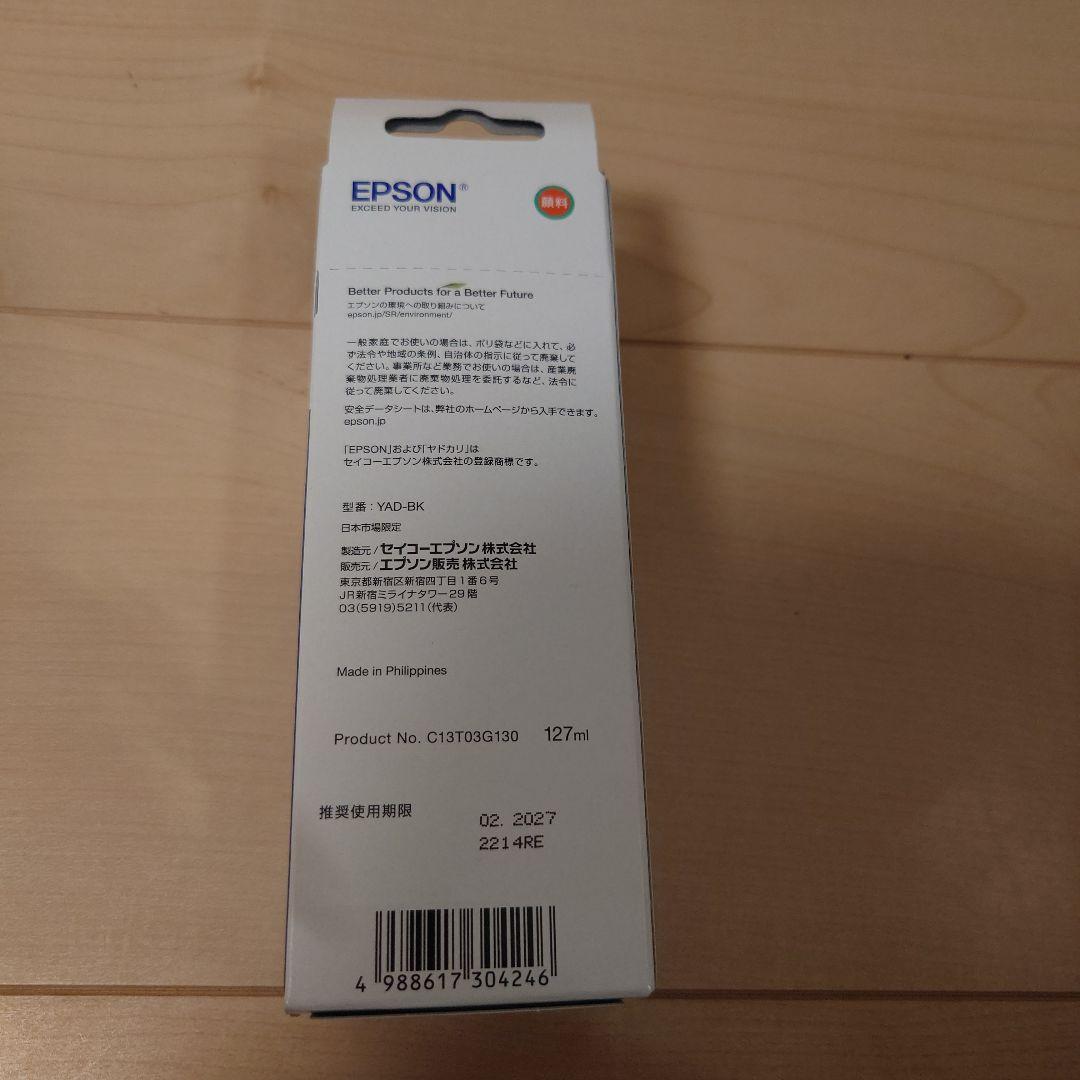 EPSON®
EXCEED YOUR VISION
顔料
Better Products for a Better Future
エプソンの環境への取り組みについて
epson.jp/SR/environment/
一般家庭でお使いの場合は、ポリ袋などに入れて、必
ず法令や地域の条例、自治体の指示に従って廃棄して
ください。事業所など業務でお使いの場合は、産業廃
棄物処理業者に廃棄物処理を委託するなど、法令に
従って廃棄してください。
安全データシートは、弊社のホームページから入手できます。
epson.jp
「EPSON」および「ヤドカリ」は
セイコーエプソン株式会社の登録商標です。
型番：YAD-BK
日本市場限定
製造元/セイコーエプソン株式会社
販売元/エプソン販売株式会社
東京都新宿区新宿四丁目1番6号
JR新宿ミライナタワー29階
03(5919)5211(代表)
Made in Philippines
Product No. C13T03G130 127ml
推奨使用期限 02. 2027
2214RE
4 988617 304246